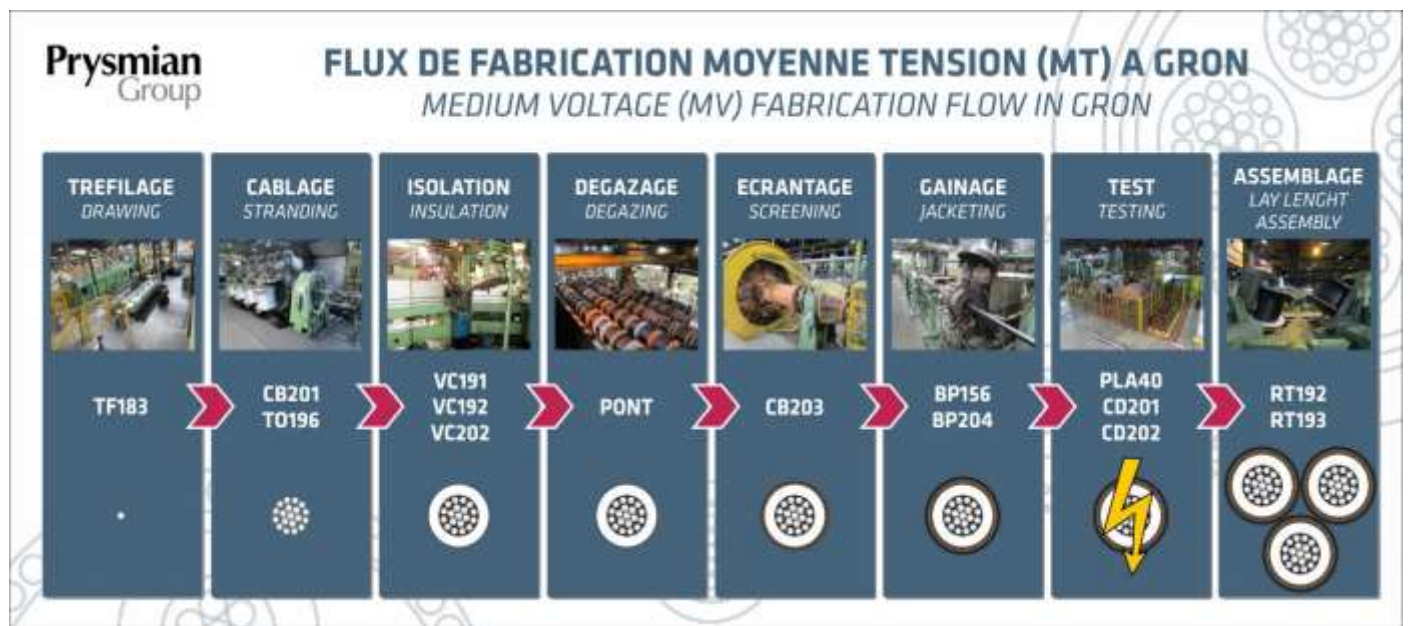 Prysmian
Group
FLUX DE FABRICATION MOYENNE TENSION (MT) A GRON
MEDIUM VOLTAGE (MV) FABRICATION FLOW IN GRON
TREFILAGE
DRAWING
TF183
CABLAGE
STRANDING
CB201
TO196
ISOLATION
INSULATION
VC191
VC192
VC202
DEGAZAGE
DEGAZING
PONT
ECRANTAGE
SCREENING
CB203
GAINAGE
JACKETING
BP156
BP204
TEST
TESTING
PLA40
CD201
CD202
ASSEMBLAGE
LAY LENGHT
ASSEMBLY
RT192
RT193